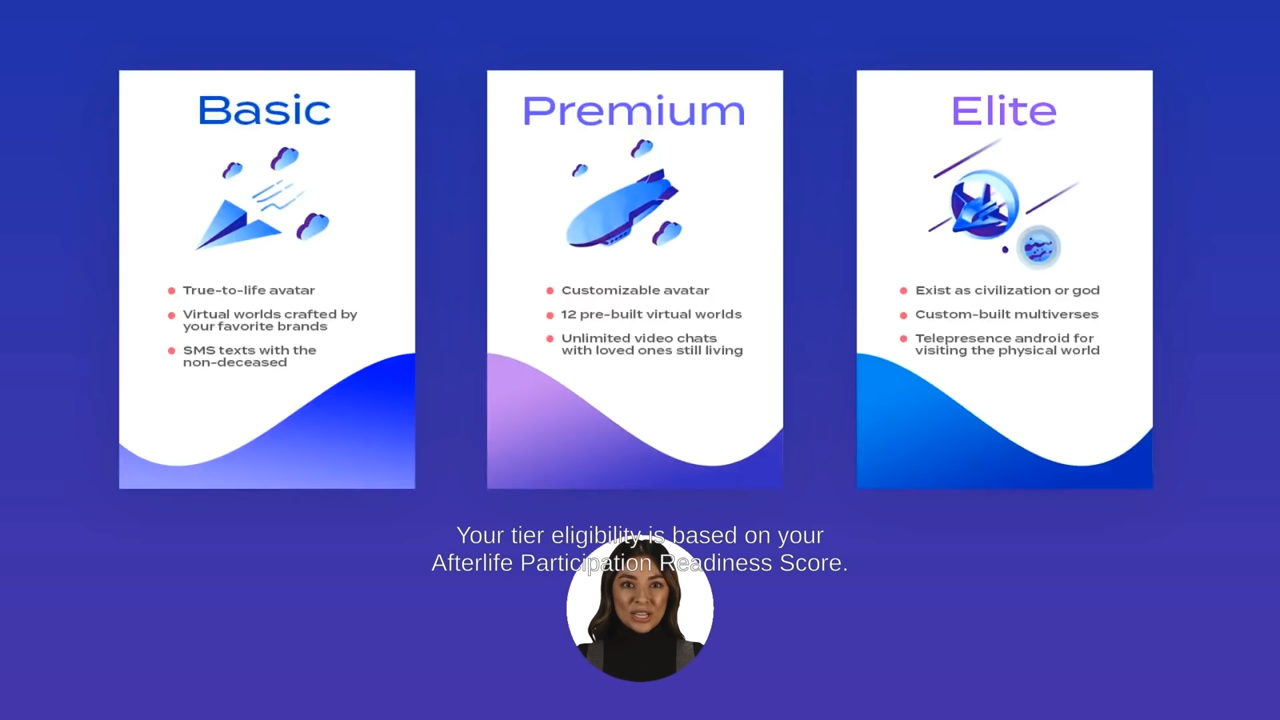 Basic
True-to-life avatar
Virtual worlds crafted by
your favorite brands
SMS texts with the
non-deceased
Premium
Customizable avatar
12 pre-built virtual worlds
Unlimited video chats
with loved ones still living
Elite
Exist as civilization or god
Custom-built multiverses
Telepresence android for
visiting the physical world
Your tier eligibility is based on your
Afterlife Participation Readiness Score.